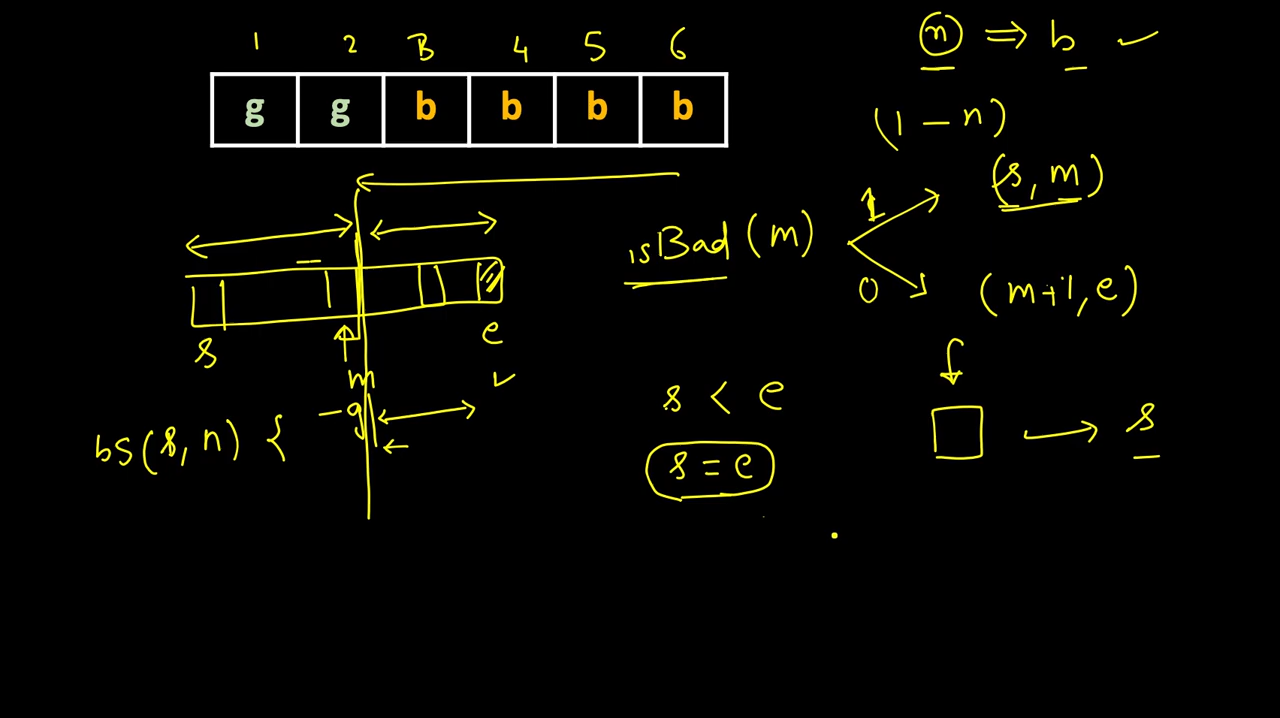 1 2 3 4 5 6
g g b b b b
n ⇒ b ✓
(1 – n)
isBad (m)
1 (s, m)
0 (m+1, e)
s m e
✓
– g
bs(s, n) {
s < e
s = e
f
→ s